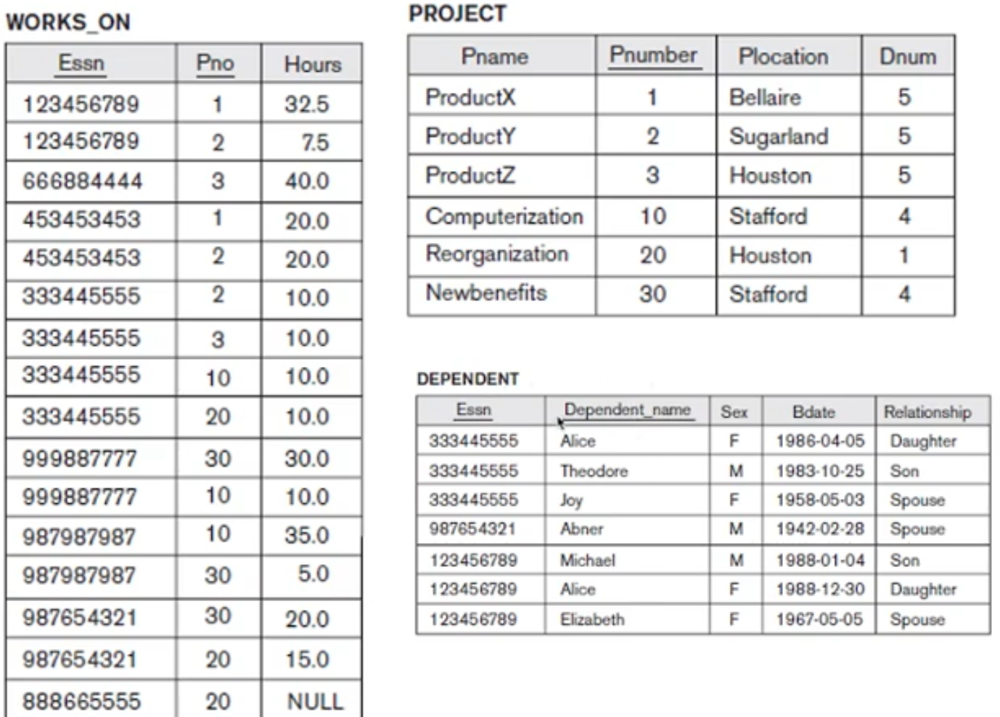 WORKS_ON
Essn Pno Hours
123456789 1 32.5
123456789 2 7.5
666884444 3 40.0
453453453 1 20.0
453453453 2 20.0
333445555 2 10.0
333445555 3 10.0
333445555 10 10.0
333445555 20 10.0
999887777 30 30.0
999887777 10 10.0
987987987 10 35.0
987987987 30 5.0
987654321 30 20.0
987654321 20 15.0
888665555 20 NULL
PROJECT
Pname Pnumber Plocation Dnum
ProductX 1 Bellaire 5
ProductY 2 Sugarland 5
ProductZ 3 Houston 5
Computerization 10 Stafford 4
Reorganization 20 Houston 1
Newbenefits 30 Stafford 4
DEPENDENT
Essn Dependent_name Sex Bdate Relationship
333445555 Alice F 1986-04-05 Daughter
333445555 Theodore M 1983-10-25 Son
333445555 Joy F 1958-05-03 Spouse
987654321 Abner M 1942-02-28 Spouse
123456789 Michael M 1988-01-04 Son
123456789 Alice F 1988-12-30 Daughter
123456789 Elizabeth F 1967-05-05 Spouse